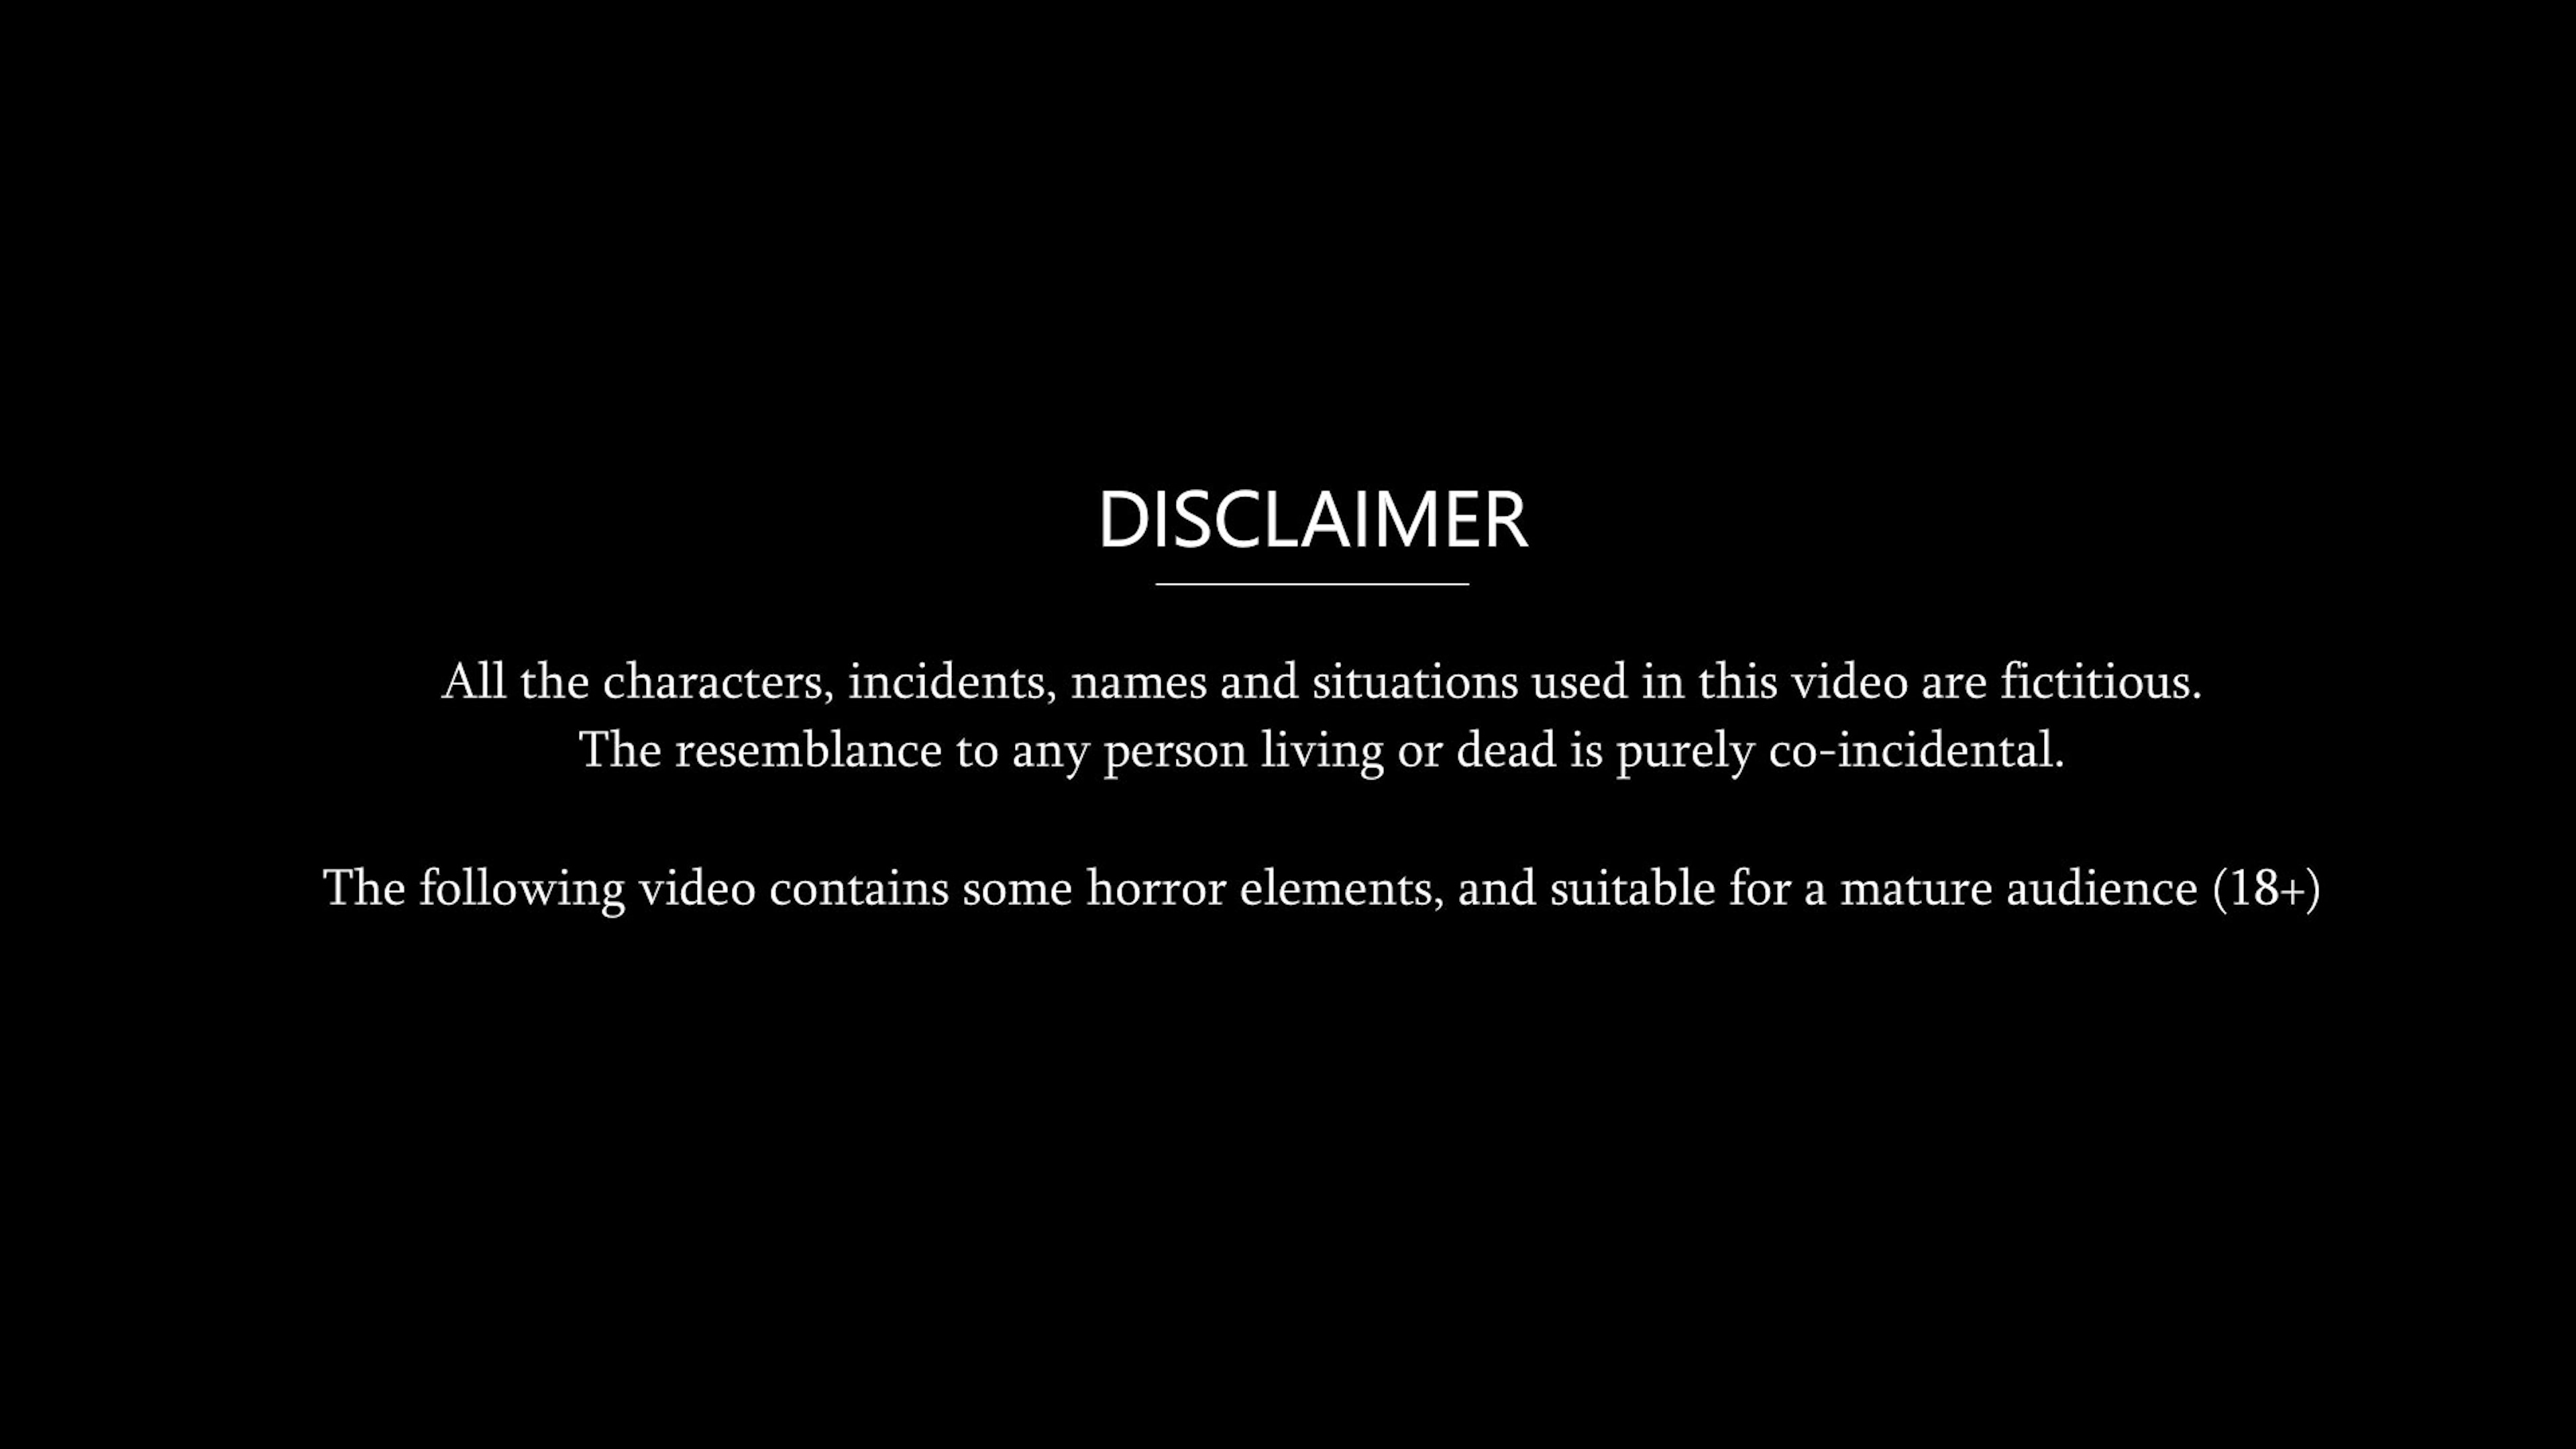 DISCLAIMER
All the characters, incidents, names and situations used in this video are fictitious.
The resemblance to any person living or dead is purely co-incidental.
The following video contains some horror elements, and suitable for a mature audience (18+)